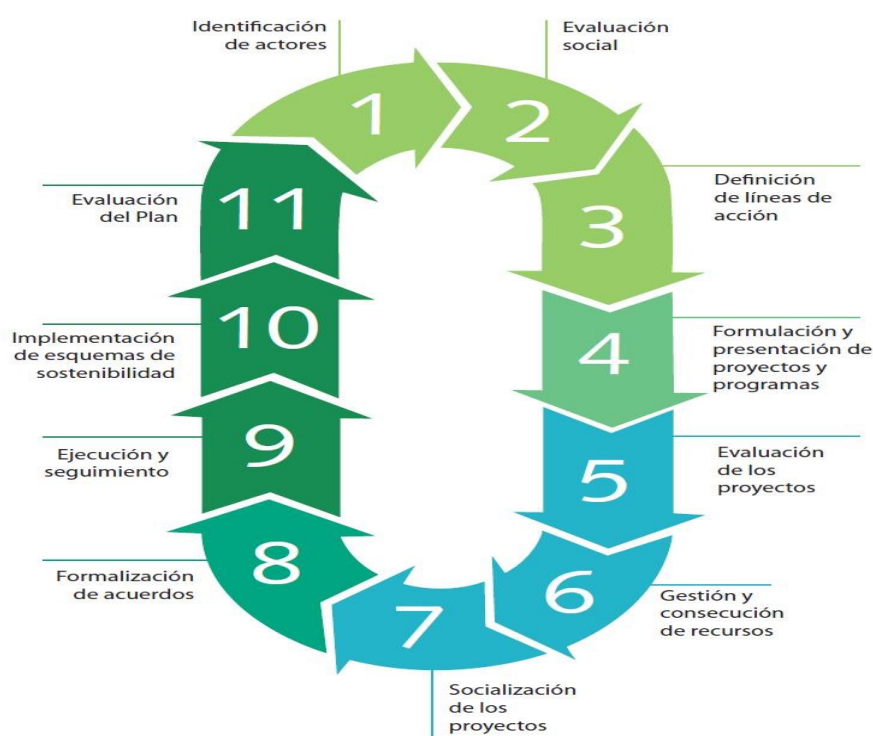 1
Identificación
de actores
2
Evaluación
social
3
Definición
de líneas de
acción
4
Formulación y
presentación de
proyectos y
programas
5
Evaluación
de los
proyectos
6
Gestión y
consecución
de recursos
7
Socialización
de los
proyectos
8
Formalización
de acuerdos
9
Ejecución y
seguimiento
10
Implementación
de esquemas de
sostenibilidad
11
Evaluación
del Plan